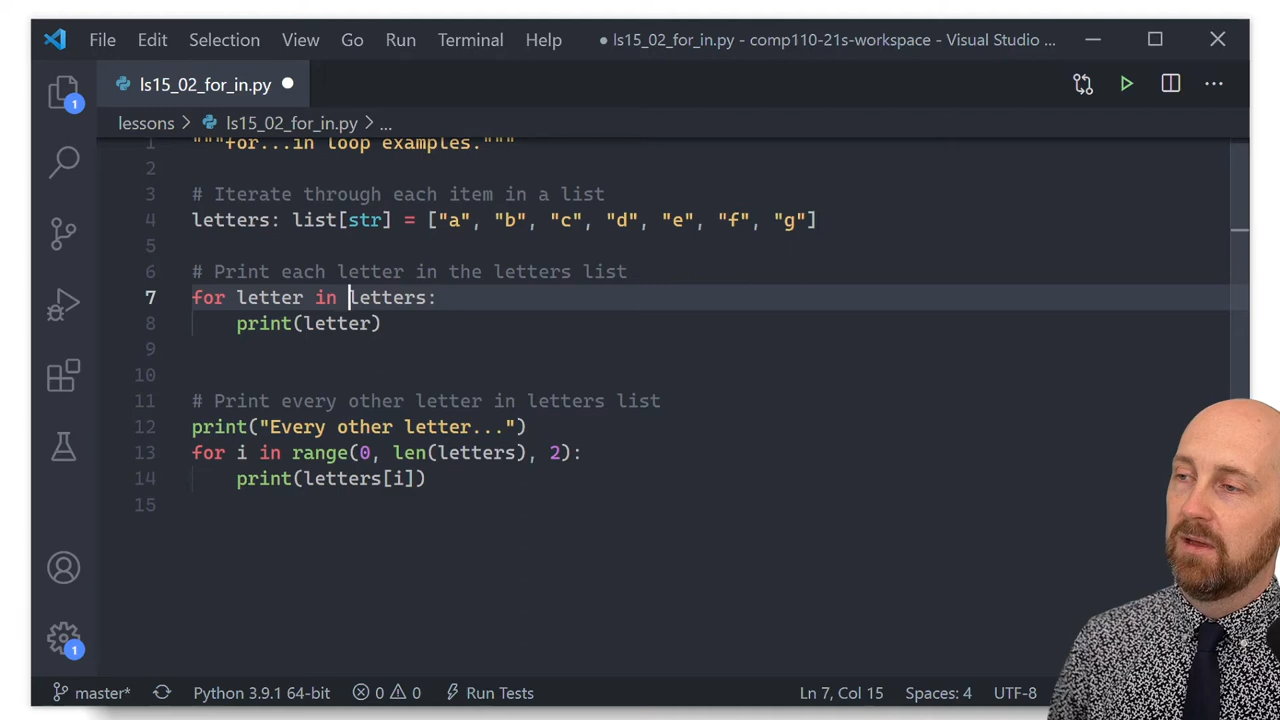 File Edit Selection View Go Run Terminal Help ● ls15_02_for_in.py - comp110-21s-workspace - Visual Studio ...
ls15_02_for_in.py ●
lessons > ls15_02_for_in.py > ...
1 """for...in loop examples."""
2
3 # Iterate through each item in a list
4 letters: list[str] = ["a", "b", "c", "d", "e", "f", "g"]
5
6 # Print each letter in the letters list
7 for letter in letters:
8     print(letter)
9
10
11 # Print every other letter in letters list
12 print("Every other letter...")
13 for i in range(0, len(letters), 2):
14     print(letters[i])
15
1
1
master* Python 3.9.1 64-bit 0 0 Run Tests Ln 7, Col 15 Spaces: 4 UTF-8